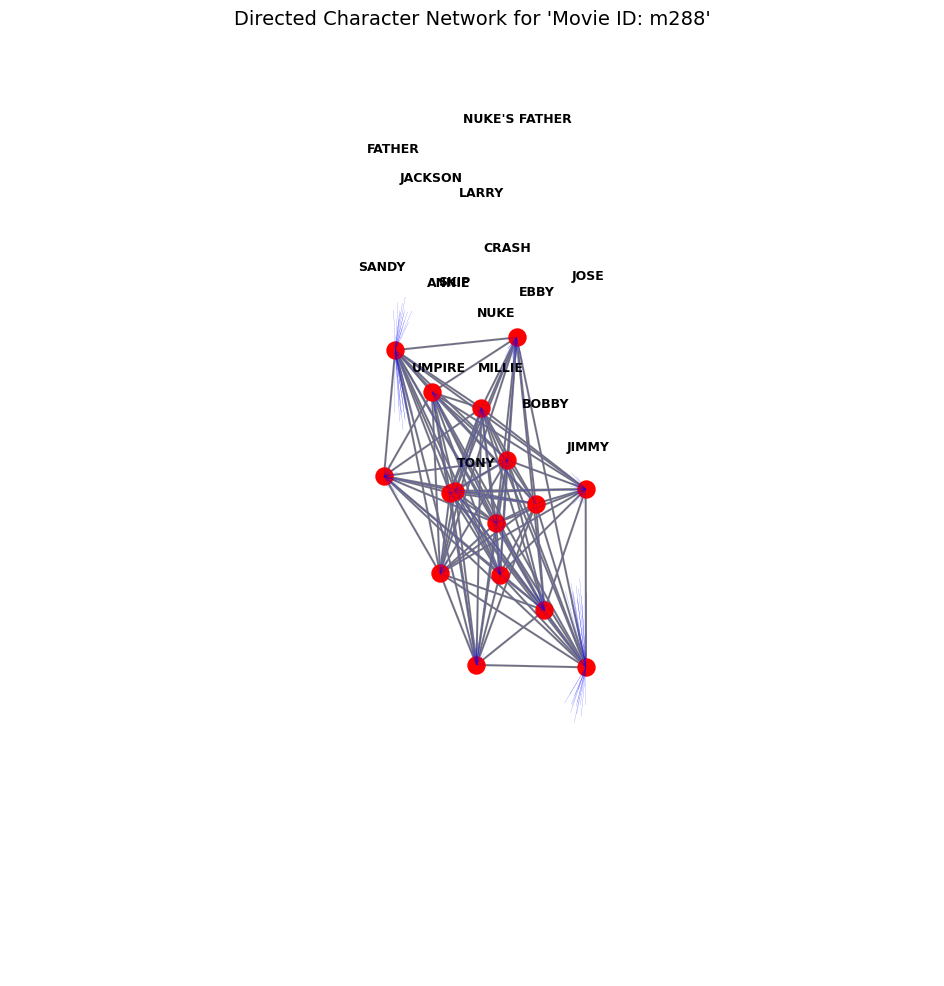 Directed Character Network for 'Movie ID: m288'
NUKE'S FATHER
FATHER
JACKSON
LARRY
CRASH
SANDY
JOSE
ANNIE
SKIP
EBBY
NUKE
UMPIRE
MILLIE
BOBBY
JIMMY
TONY